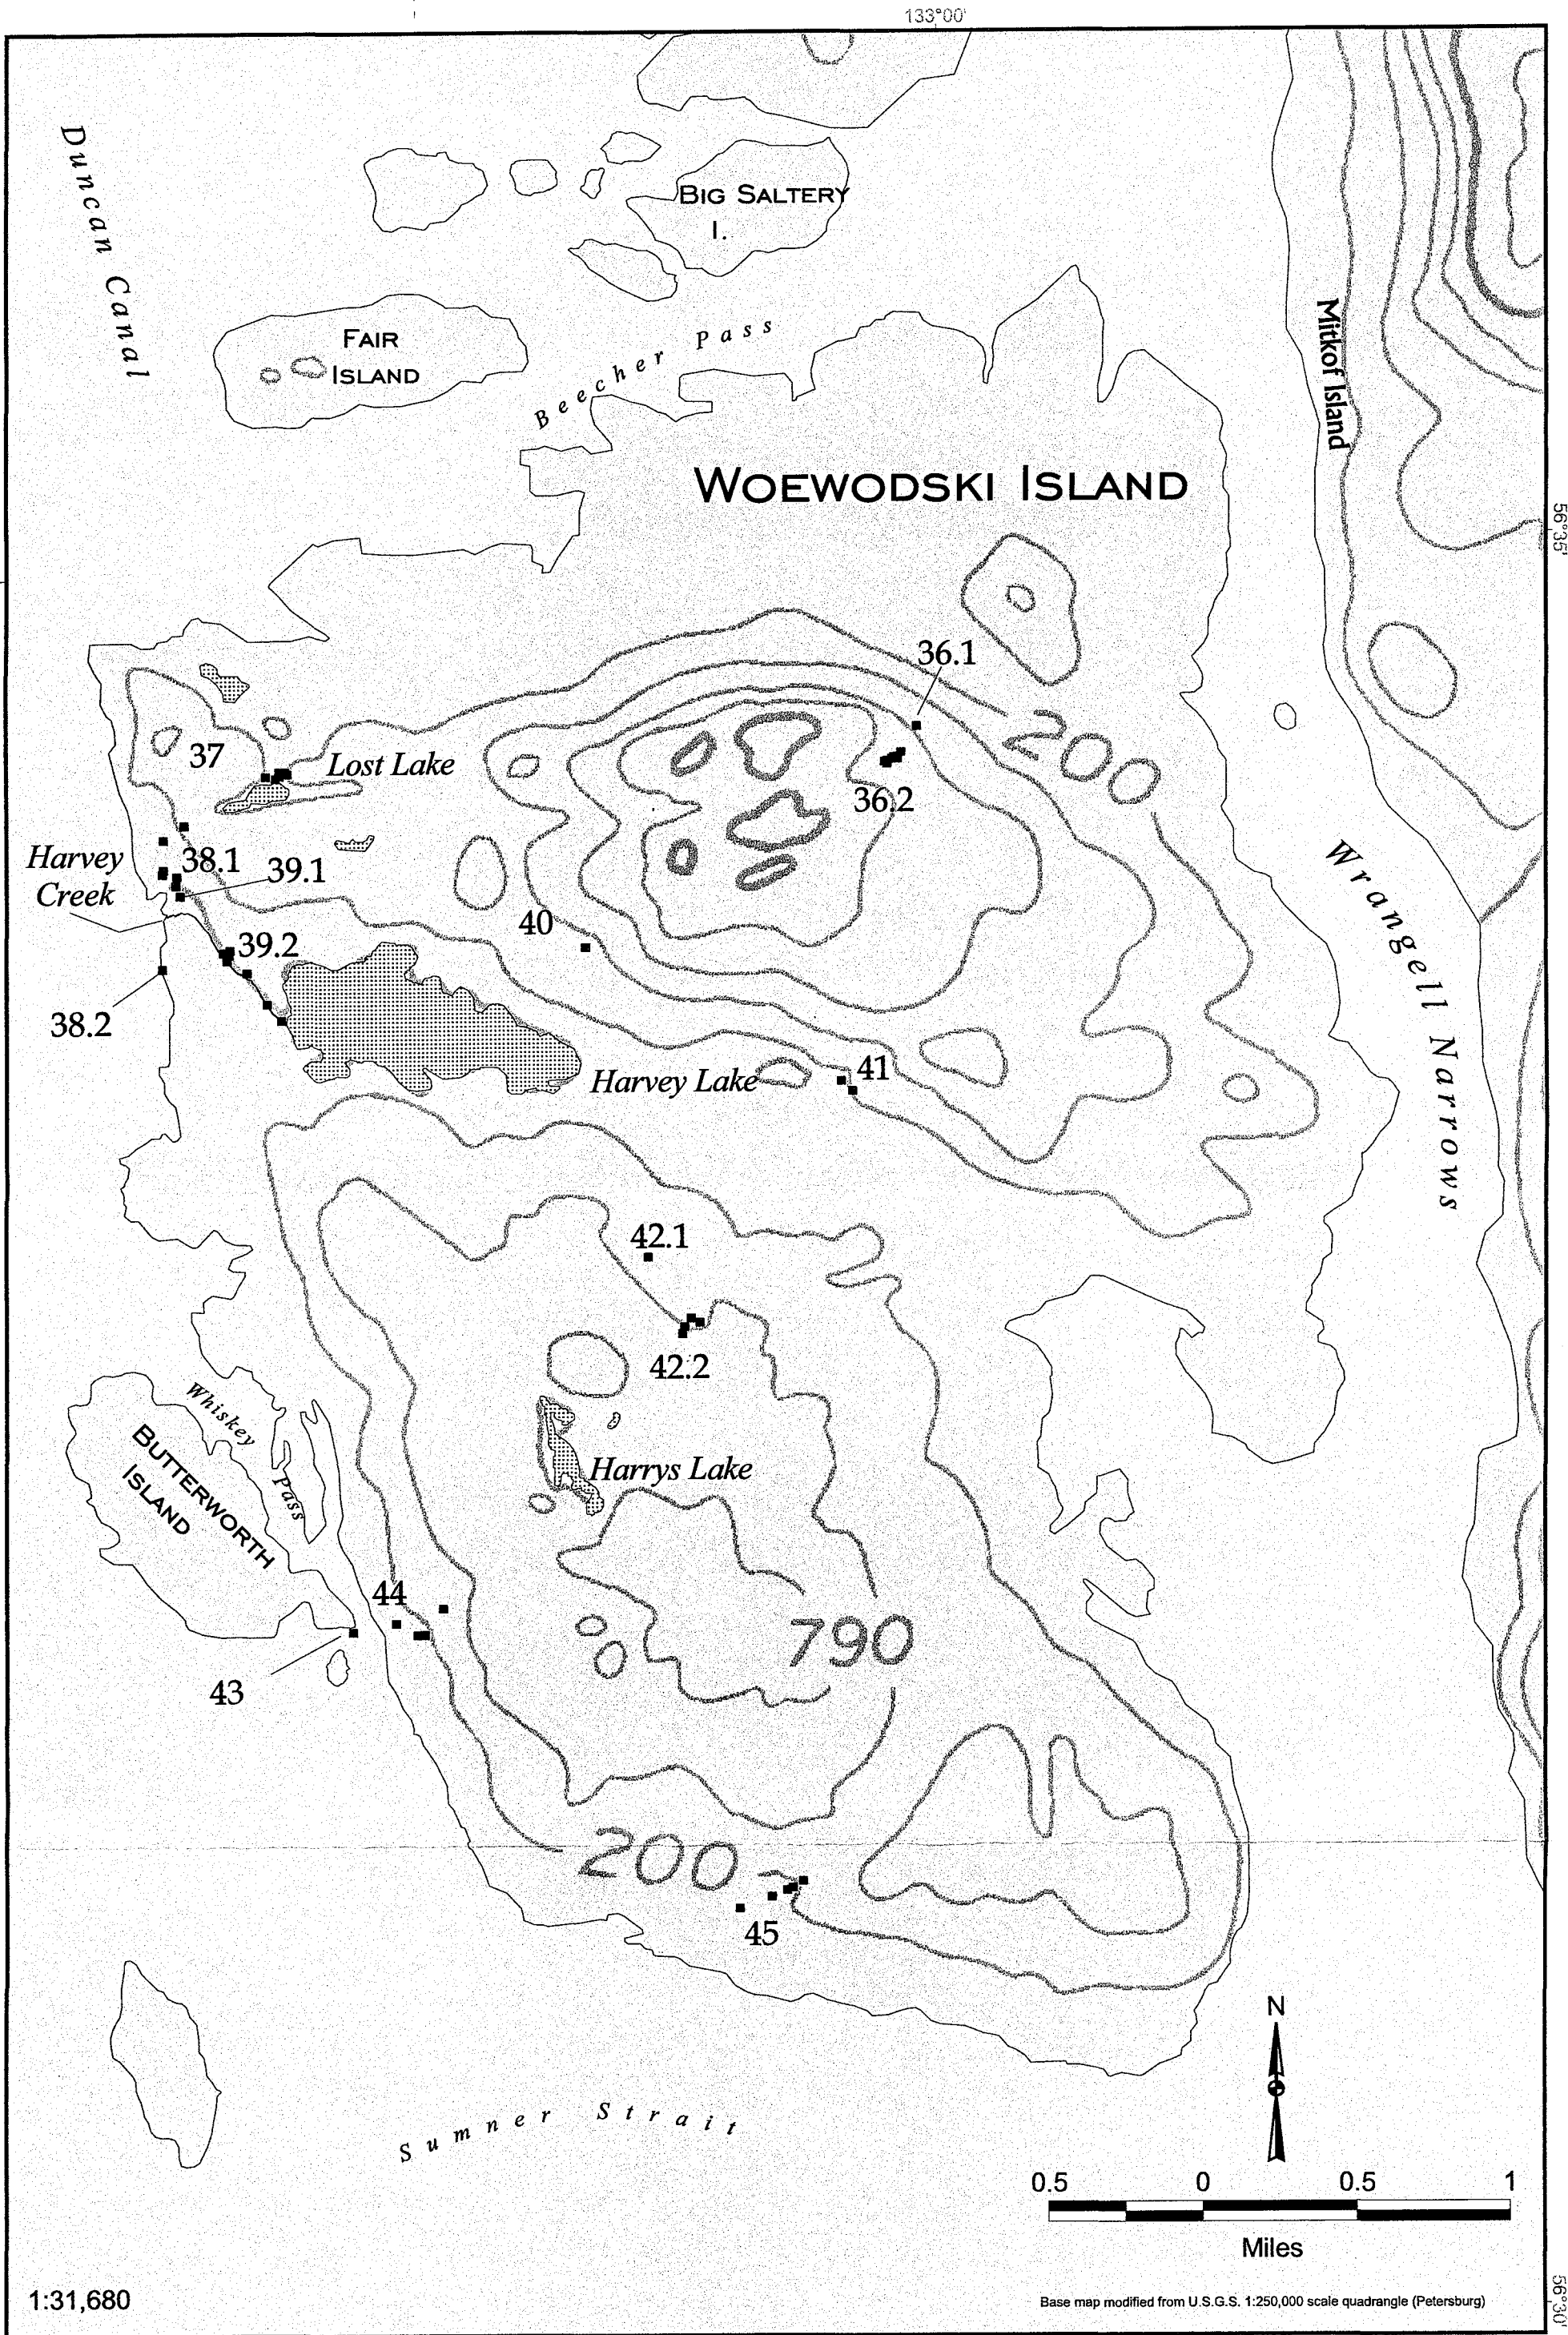 133°00'
Duncan Canal
BIG SALTERY
I.
FAIR
ISLAND
Beecher Pass
Mitkof Island
WOEWODSKI ISLAND
56°35'
36.1
200
37
Lost Lake
36.2
Harvey
Creek
38.1
39.1
40
39.2
38.2
Wrangell Narrows
Harvey Lake
41
42.1
42.2
Whiskey Pass
BUTTERWORTH
ISLAND
Harrys Lake
44
790
43
200
45
N
Sumner Strait
0.5 0 0.5 1
Miles
1:31,680
Base map modified from U.S.G.S. 1:250,000 scale quadrangle (Petersburg)
56°30'